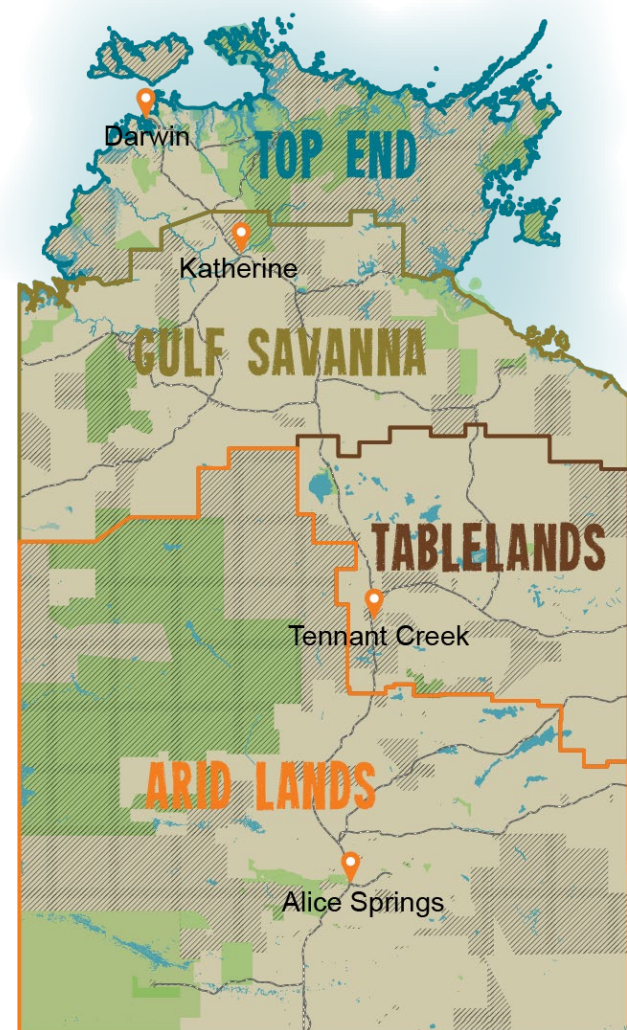 Darwin
TOP END
Katherine
GULF SAVANNA
TABLELANDS
Tennant Creek
ARID LANDS
Alice Springs